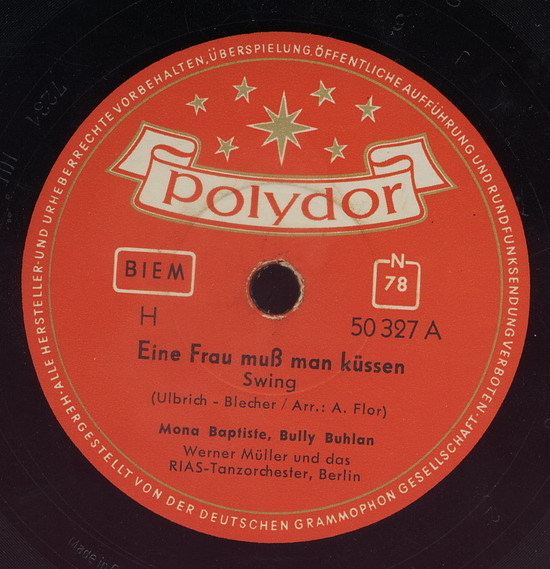 ·ALLE HERSTELLER-UND URHEBERRECHTE VORBEHALTEN, ÜBERSPIELUNG, ÖFFENTLICHE AUFFÜHRUNG UND RUNDFUNKSENDUNG VERBOTEN·
polydor
BIEM
N
78
H
50 327 A
Eine Frau muß man küssen
Swing
(Ulbrich - Blecher / Arr.: A. Flor)
Mona Baptiste, Bully Buhlan
Werner Müller und das
RIAS-Tanzorchester, Berlin
HERGESTELLT VON DER DEUTSCHEN GRAMMOPHON GESELLSCHAFT
Made in